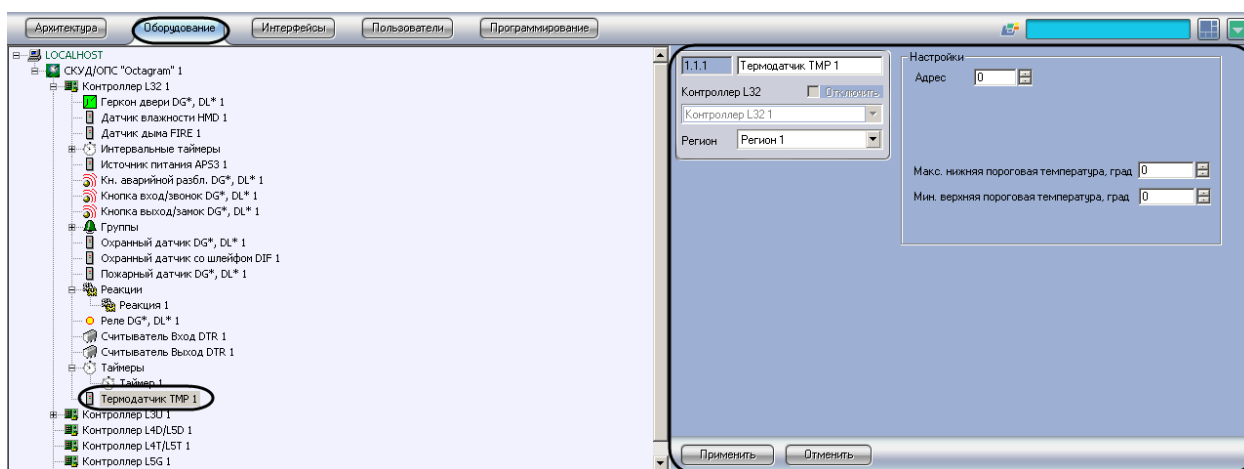 Архитектура Оборудование Интерфейсы Пользователи Программирование
LOCALHOST
СКУД/ОПС "Octagram" 1
Контроллер L32 1
Геркон двери DG*, DL* 1
Датчик влажности HMD 1
Датчик дыма FIRE 1
Интервальные таймеры
Источник питания APS3 1
Кн. аварийной разбл. DG*, DL* 1
Кнопка вход/звонок DG*, DL* 1
Кнопка выход/замок DG*, DL* 1
Группы
Охранный датчик DG*, DL* 1
Охранный датчик со шлейфом DIF 1
Пожарный датчик DG*, DL* 1
Реакции
Реакция 1
Реле DG*, DL* 1
Считыватель Вход DTR 1
Считыватель Выход DTR 1
Таймеры
Таймер 1
Термодатчик TMP 1
Контроллер L3U 1
Контроллер L4D/L5D 1
Контроллер L4T/L5T 1
Контроллер L5G 1
1.1.1 Термодатчик TMP 1
Контроллер L32 Отключить
Контроллер L32 1
Регион Регион 1
Настройки
Адрес 0
Макс. нижняя пороговая температура, град 0
Мин. верхняя пороговая температура, град 0
Применить Отменить